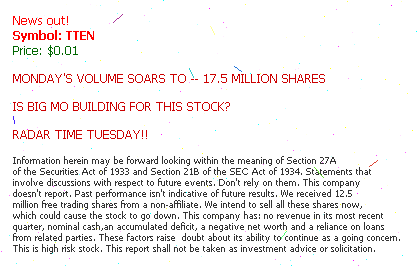 News out!
Symbol: TTEN
Price: $0.01
MONDAY'S VOLUME SOARS TO -- 17.5 MILLION SHARES
IS BIG MO BUILDING FOR THIS STOCK?
RADAR TIME TUESDAY!!
Information herein may be forward looking within the meaning of Section 27A
of the Securities Act of 1933 and Section 21B of the SEC Act of 1934. Statements that
involve discussions with respect to future events. Don't rely on them. This company
doesn't report. Past performance isn't indicative of future results. We received 12.5
million free trading shares from a non-affiliate. We intend to sell all these shares now,
which could cause the stock to go down. This company has: no revenue in its most recent
quarter, nominal cash,an accumulated deficit, a negative net worth and a reliance on loans
from related parties. These factors raise doubt about its ability to continue as a going concern.
This is high risk stock. This report shall not be taken as investment advice or solicitation.